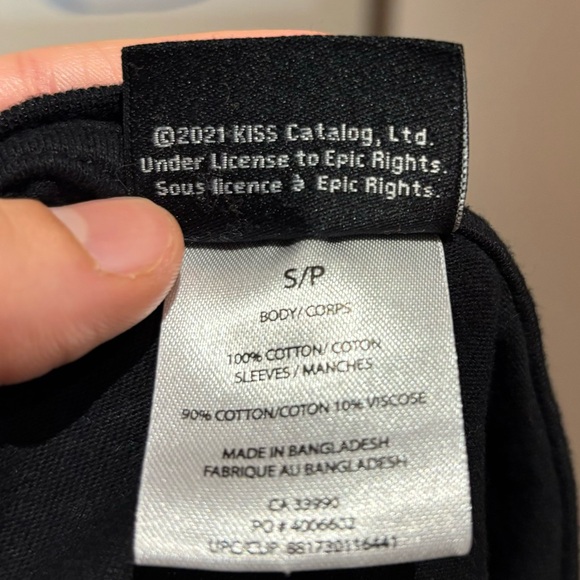 ©2021 KISS Catalog, Ltd.
Under License to Epic Rights.
Sous licence à Epic Rights.
S/P
BODY/CORPS
100% COTTON/COTON
SLEEVES/MANCHES
90% COTTON/COTON 10% VISCOSE
MADE IN BANGLADESH
FABRIQUE AU BANGLADESH
CA 33990
PO # 4006602
UPC/CUP 881730116441